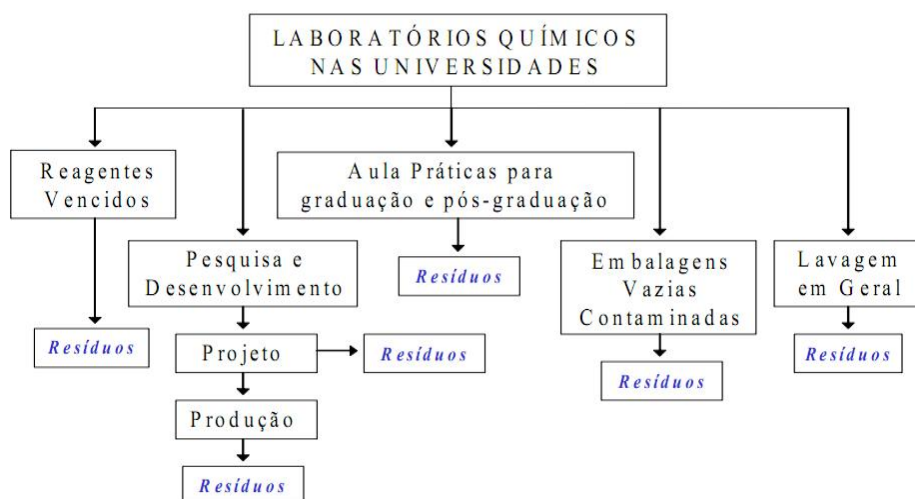 LABORATÓRIOS QUÍMICOS
NAS UNIVERSIDADES
Reagentes
Vencidos
Aula Práticas para
graduação e pós-graduação
Pesquisa e
Desenvolvimento
Embalagens
Vazias
Contaminadas
Lavagem
em Geral
Resíduos
Resíduos
Projeto
Resíduos
Resíduos
Resíduos
Produção
Resíduos